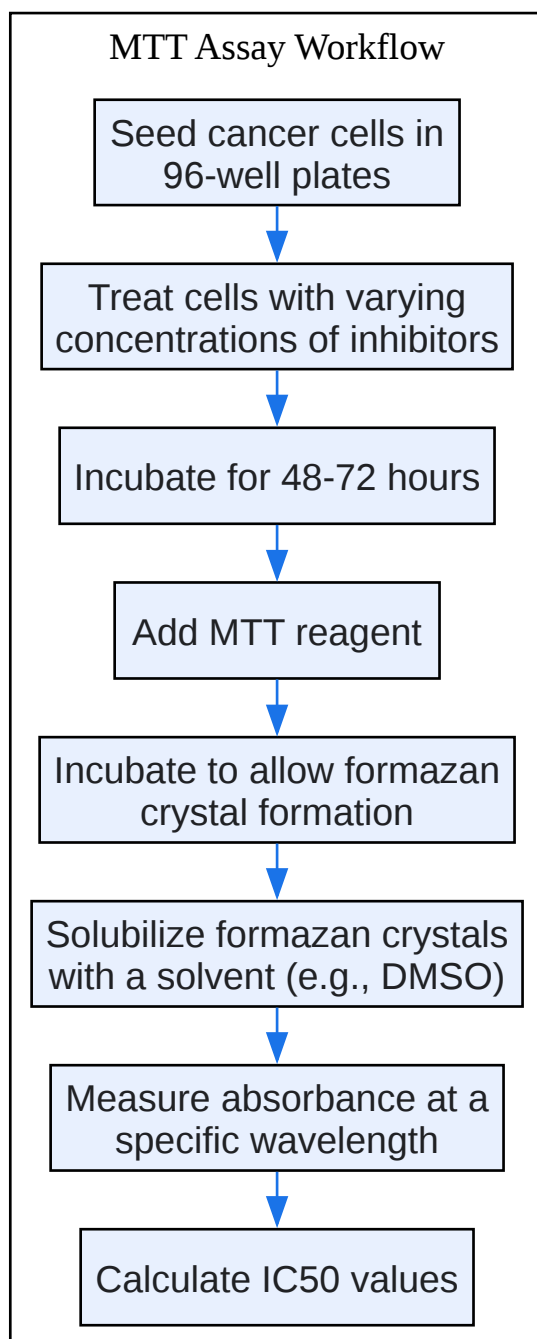 MTT Assay Workflow
Seed cancer cells in
96-well plates
Treat cells with varying
concentrations of inhibitors
Incubate for 48-72 hours
Add MTT reagent
Incubate to allow formazan
crystal formation
Solubilize formazan crystals
with a solvent (e.g., DMSO)
Measure absorbance at a
specific wavelength
Calculate IC50 values